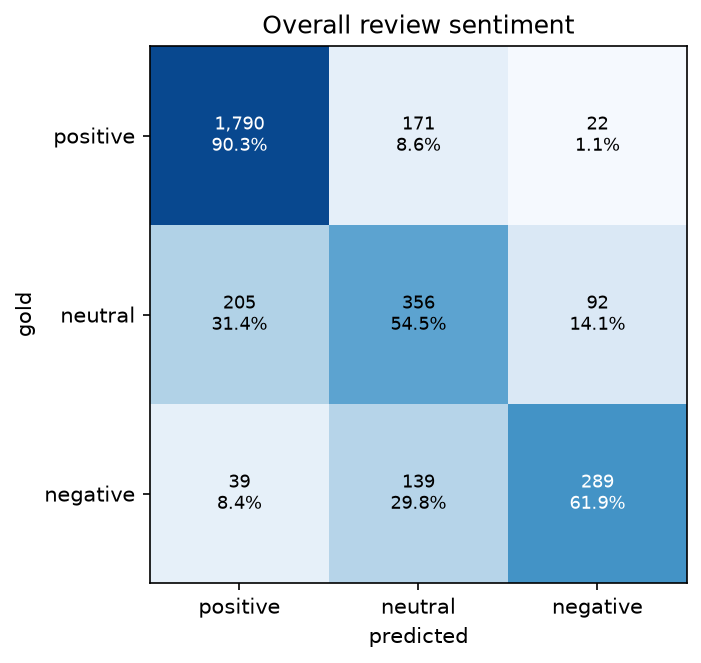 Overall review sentiment
positive
1,790
90.3%
171
8.6%
22
1.1%
gold
neutral
205
31.4%
356
54.5%
92
14.1%
negative
39
8.4%
139
29.8%
289
61.9%
positive
neutral
negative
predicted